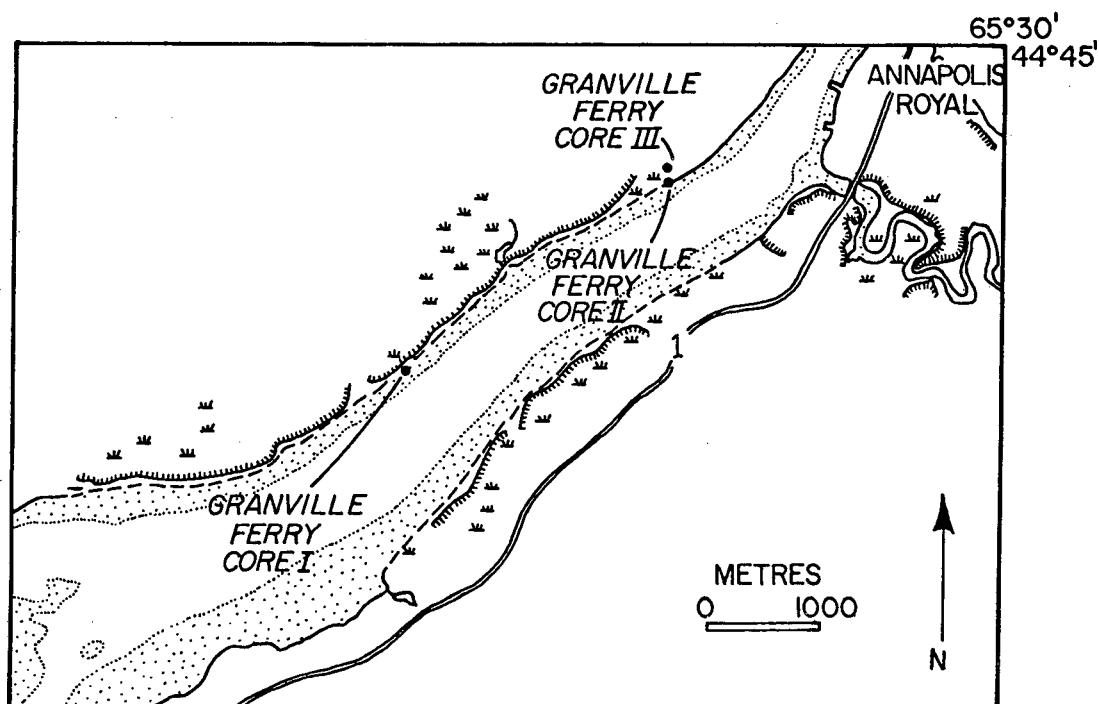 65°30'
44°45'
ANNAPOLIS
ROYAL
GRANVILLE
FERRY
CORE III
GRANVILLE
FERRY
CORE II
1
GRANVILLE
FERRY
CORE I
METRES
0 1000
N